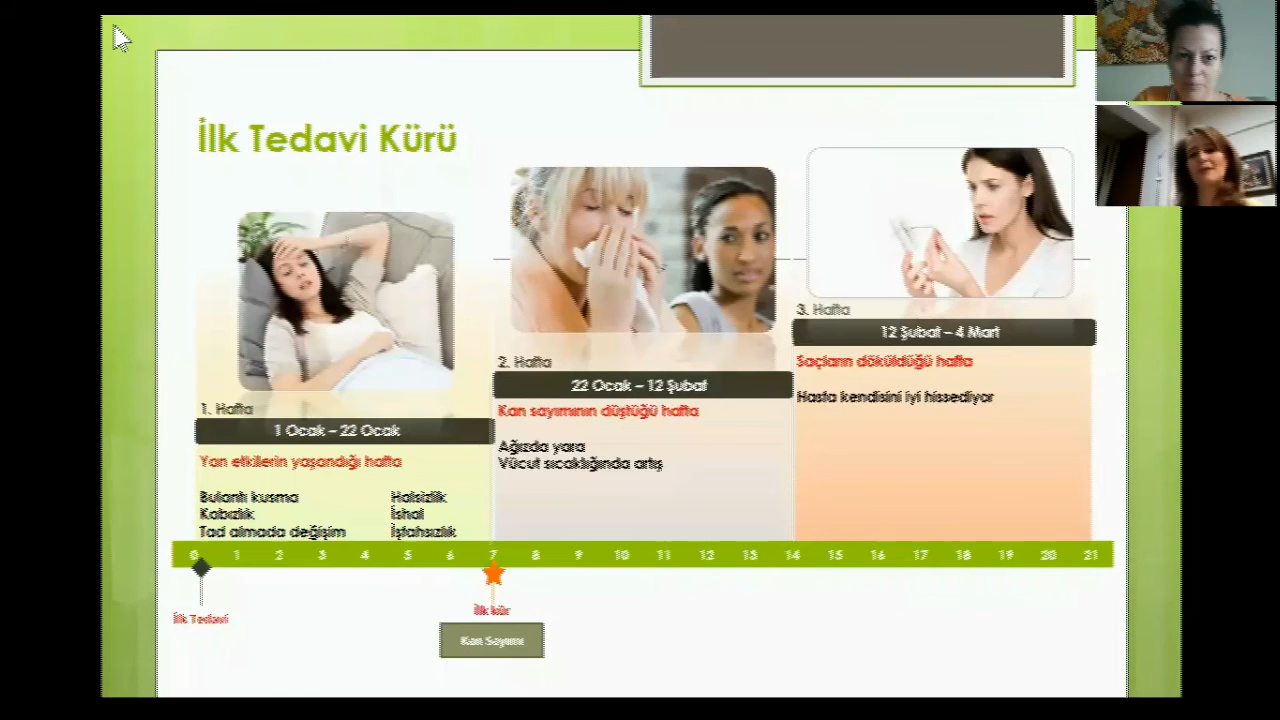 İlk Tedavi Kürü
1. Hafta
1 Ocak – 22 Ocak
Yan etkilerin yaşandığı hafta
Bulantı kusma
Kabızlık
Tad almada değişim
Halsizlik
İshal
İştahsızlık
2. Hafta
22 Ocak – 12 Şubat
Kan sayımının düştüğü hafta
Ağızda yara
Vücut sıcaklığında artış
3. Hafta
12 Şubat – 4 Mart
Saçların döküldüğü hafta
Hasta kendisini iyi hissediyor
0 1 2 3 4 5 6 7 8 9 10 11 12 13 14 15 16 17 18 19 20 21
İlk Tedavi
İlk kür
Kan Sayımı